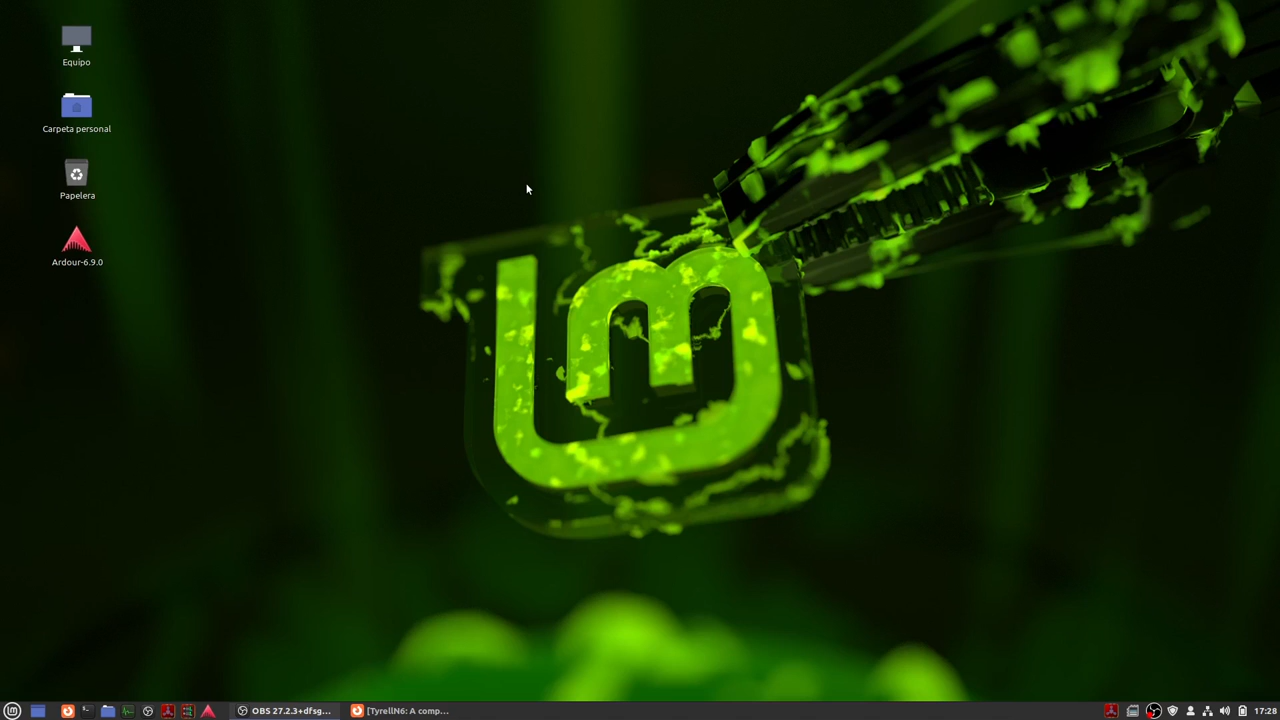 Equipo
Carpeta personal
Papelera
Ardour-6.9.0
OBS 27.2.3+dfsg...
[TyrellN6: A comp...
17:28